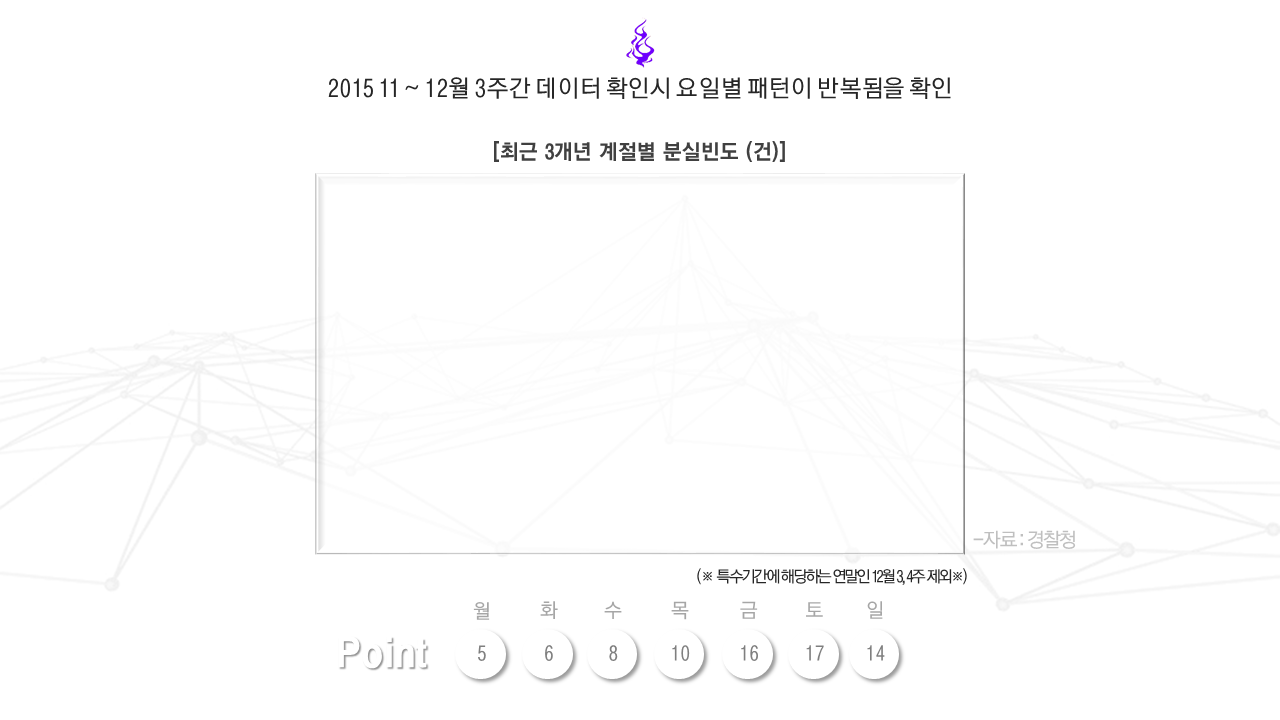 2015 11 ~ 12월 3주간 데이터 확인시 요일별 패턴이 반복됨을 확인
[최근 3개년 계절별 분실빈도 (건)]
-자료 : 경찰청
(※ 특수기간에 해당하는 연말인 12월 3, 4주 제외※)
월 화 수 목 금 토 일
Point 5 6 8 10 16 17 14